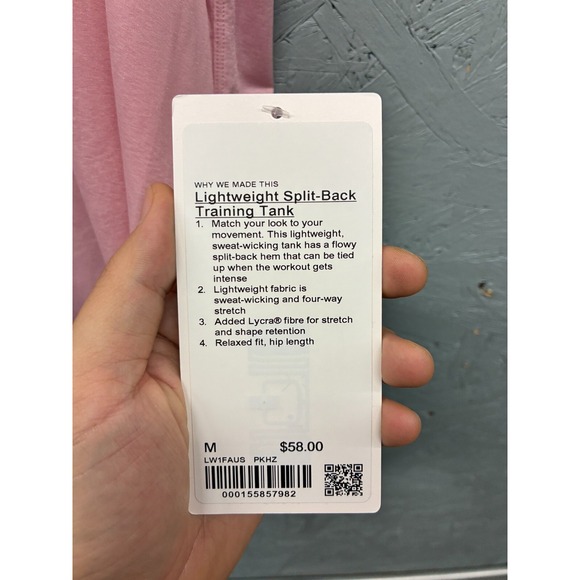 WHY WE MADE THIS
Lightweight Split-Back
Training Tank
1. Match your look to your
movement. This lightweight,
sweat-wicking tank has a flowy
split-back hem that can be tied
up when the workout gets
intense
2. Lightweight fabric is
sweat-wicking and four-way
stretch
3. Added Lycra® fibre for stretch
and shape retention
4. Relaxed fit, hip length
M $58.00
LW1FAUS PKHZ
000155857982